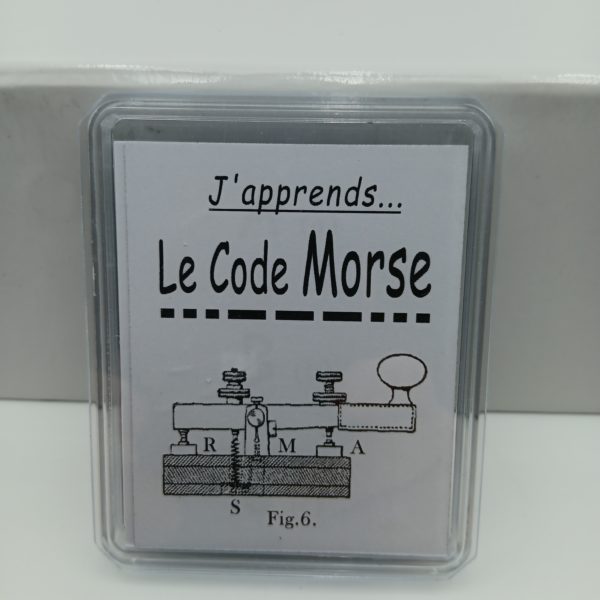 J'apprends...
Le Code Morse
R M A
S
Fig.6.